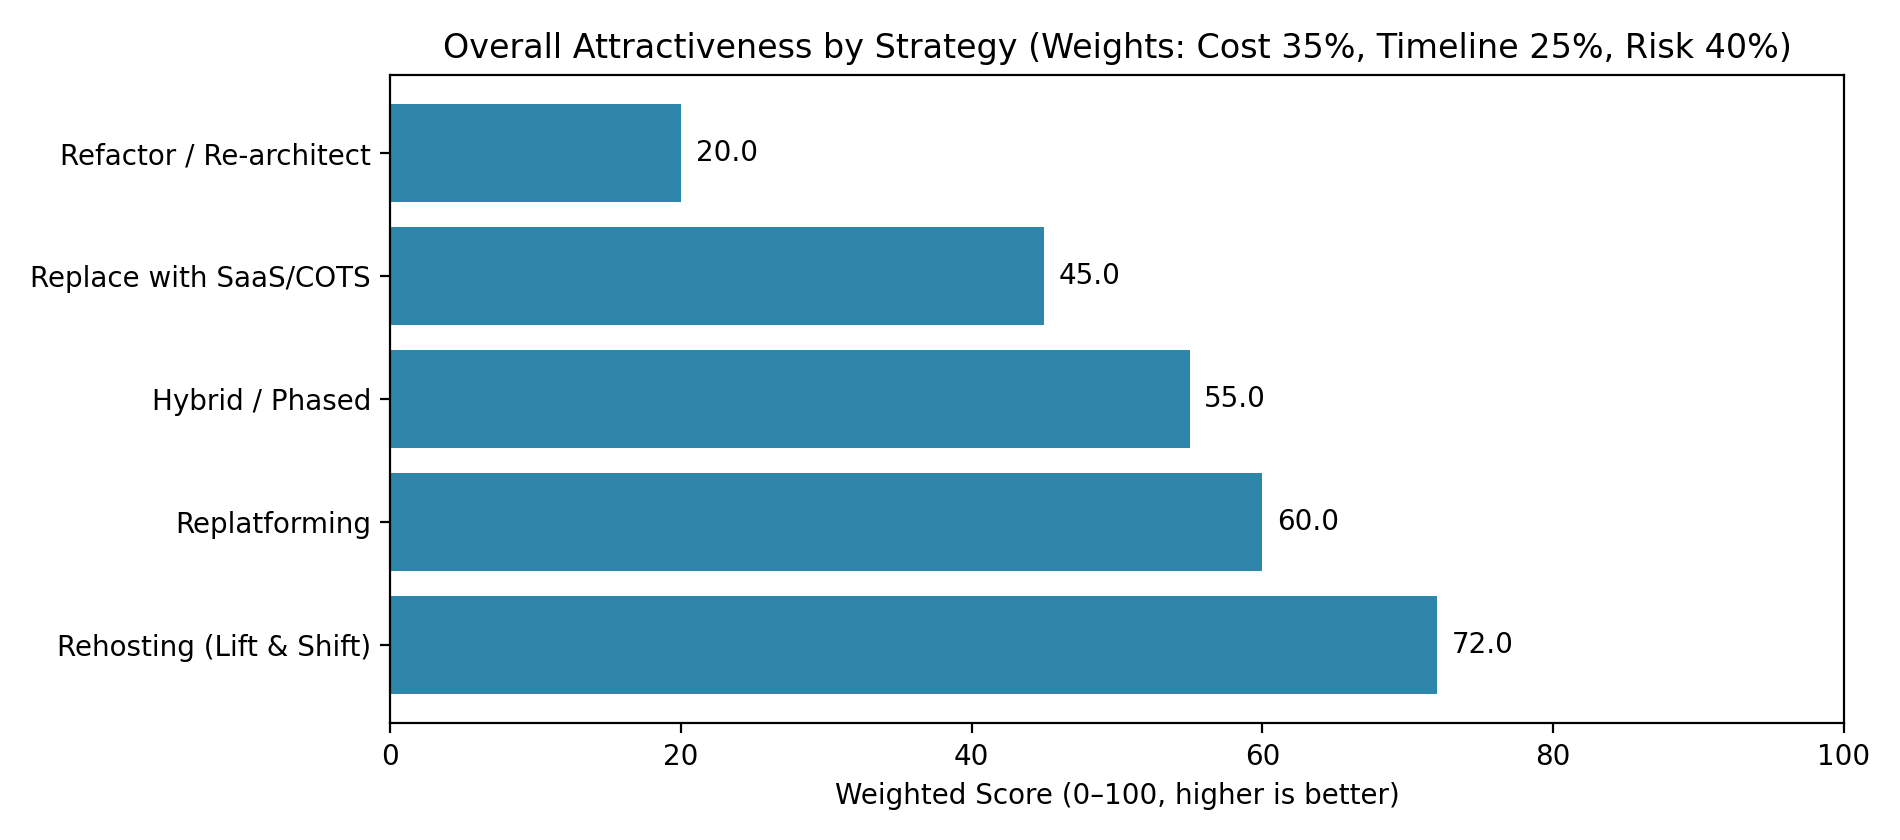 Overall Attractiveness by Strategy (Weights: Cost 35%, Timeline 25%, Risk 40%)
Refactor / Re-architect 20.0
Replace with SaaS/COTS 45.0
Hybrid / Phased 55.0
Replatforming 60.0
Rehosting (Lift & Shift) 72.0
0 20 40 60 80 100
Weighted Score (0–100, higher is better)